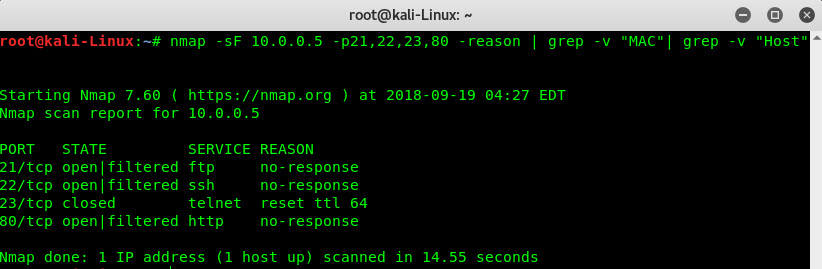 root@kali-Linux: ~
root@kali-Linux:~# nmap -sF 10.0.0.5 -p21,22,23,80 -reason | grep -v "MAC"| grep -v "Host"
Starting Nmap 7.60 ( https://nmap.org ) at 2018-09-19 04:27 EDT
Nmap scan report for 10.0.0.5
PORT   STATE         SERVICE REASON
21/tcp open|filtered ftp     no-response
22/tcp open|filtered ssh     no-response
23/tcp closed        telnet  reset ttl 64
80/tcp open|filtered http    no-response
Nmap done: 1 IP address (1 host up) scanned in 14.55 seconds